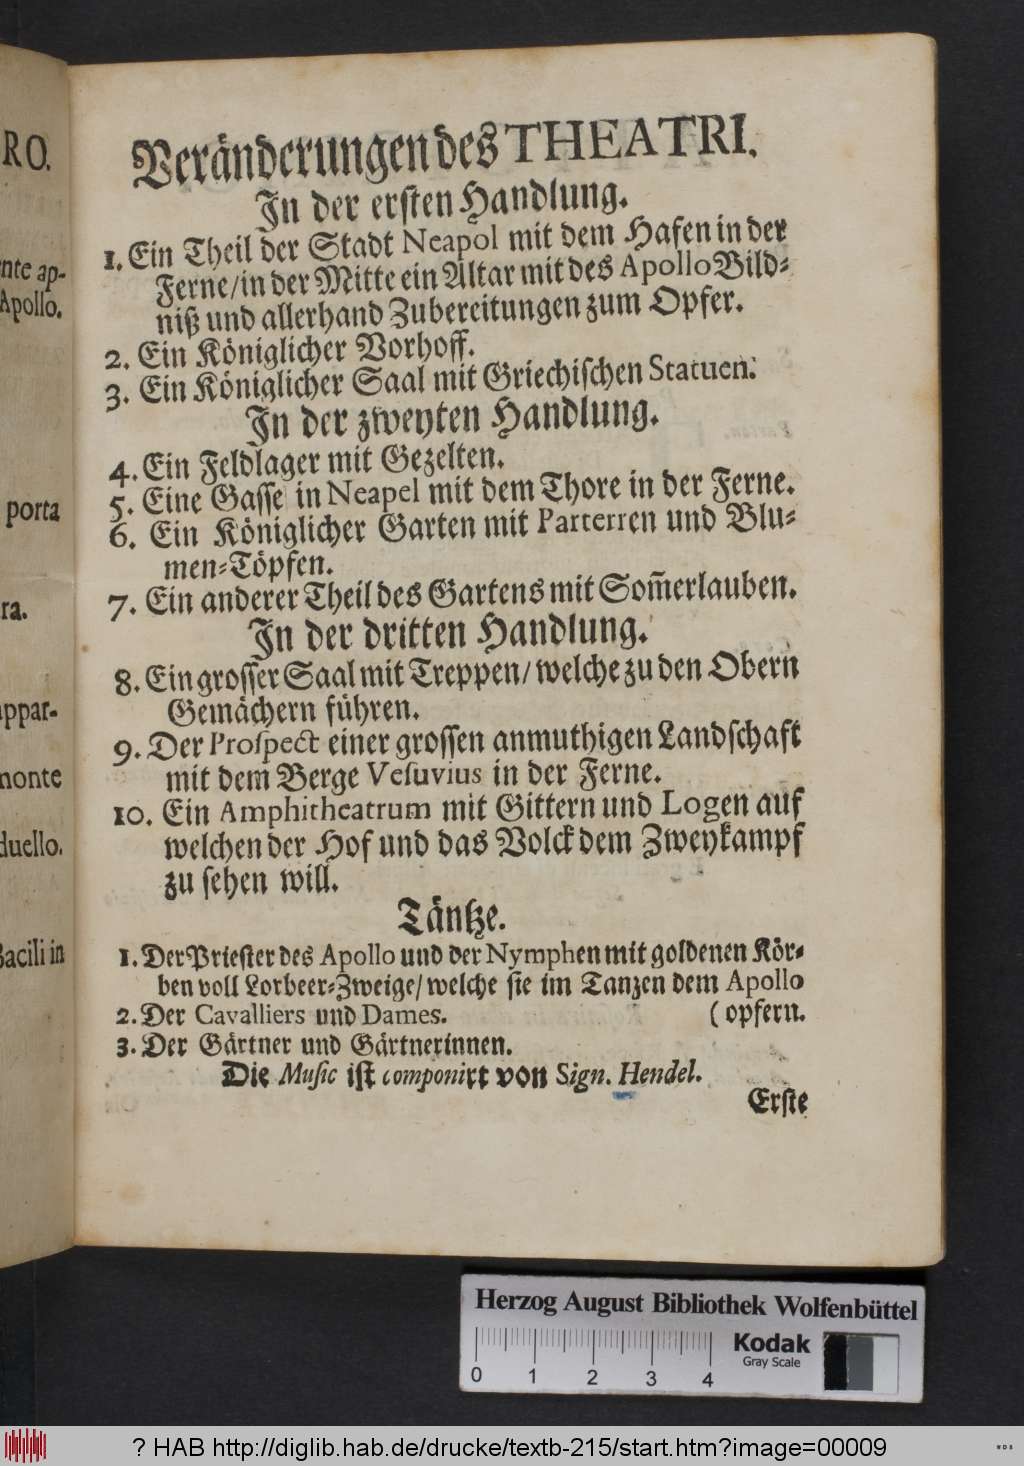 RO.
nte ap-
Apollo.
porta
ra.
appar-
monte
duello.
Bacili in
Veränderungen des THEATRI.
In der ersten Handlung.
1. Ein Theil der Stadt Neapol mit dem Hafen in der
Ferne/ in der Mitte ein Altar mit des Apollo Bild-
niß und allerhand Zubereitungen zum Opfer.
2. Ein Königlicher Vorhoff.
3. Ein Königlicher Saal mit Griechischen Statuen.
In der zweyten Handlung.
4. Ein Feldlager mit Gezelten.
5. Eine Gasse in Neapel mit dem Thore in der Ferne.
6. Ein Königlicher Garten mit Parterren und Blu-
men-Töpfen.
7. Ein anderer Theil des Gartens mit Som̃erlauben.
In der dritten Handlung.
8. Ein grosser Saal mit Treppen/ welche zu den Obern
Gemächern führen.
9. Der Prospect einer grossen anmuthigen Landschaft
mit dem Berge Vesuvius in der Ferne.
10. Ein Amphitheatrum mit Gittern und Logen auf
welchen der Hof und das Volck dem Zweykampf
zu sehen will.
Täntze.
1. Der Priester des Apollo und der Nymphen mit goldenen Kör-
ben voll Lorbeer-Zweige/ welche sie im Tanzen dem Apollo
2. Der Cavalliers und Dames. (opfern.
3. Der Gärtner und Gärtnerinnen.
Die Music ist componirt von Sign. Hendel.
Erste
Herzog August Bibliothek Wolfenbüttel
Kodak
Gray Scale
0 1 2 3 4
? HAB http://diglib.hab.de/drucke/textb-215/start.htm?image=00009
WDB